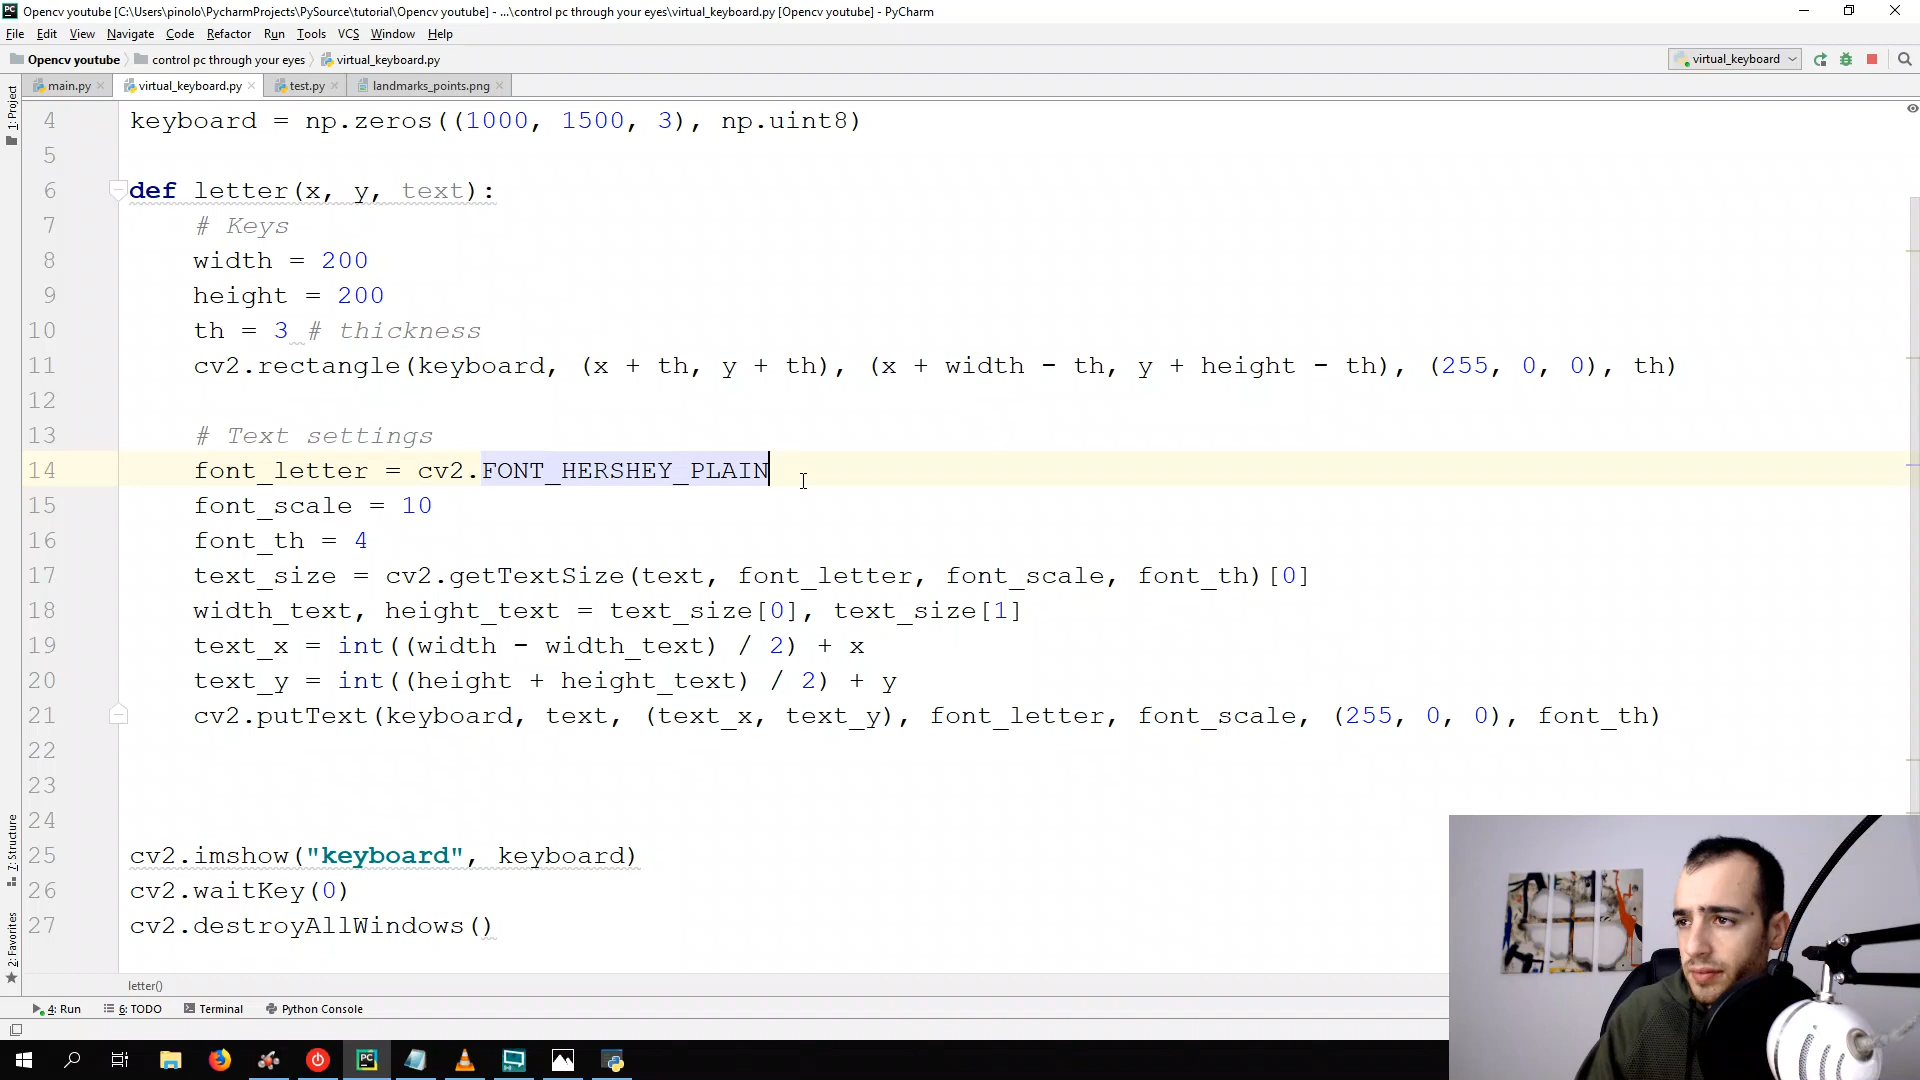 Opencv youtube [C:\Users\pinolo\PycharmProjects\PySource\tutorial\Opencv youtube] - ...\control pc through your eyes\virtual_keyboard.py [Opencv youtube] - PyCharm
File Edit View Navigate Code Refactor Run Tools VCS Window Help
Opencv youtube control pc through your eyes virtual_keyboard.py virtual_keyboard
main.py virtual_keyboard.py test.py landmarks_points.png
1: Project
4 keyboard = np.zeros((1000, 1500, 3), np.uint8)
5
6 def letter(x, y, text):
7 # Keys
8 width = 200
9 height = 200
10 th = 3 # thickness
11 cv2.rectangle(keyboard, (x + th, y + th), (x + width - th, y + height - th), (255, 0, 0), th)
12
13 # Text settings
14 font_letter = cv2.FONT_HERSHEY_PLAIN
15 font_scale = 10
16 font_th = 4
17 text_size = cv2.getTextSize(text, font_letter, font_scale, font_th)[0]
18 width_text, height_text = text_size[0], text_size[1]
19 text_x = int((width - width_text) / 2) + x
20 text_y = int((height + height_text) / 2) + y
21 cv2.putText(keyboard, text, (text_x, text_y), font_letter, font_scale, (255, 0, 0), font_th)
22
23
24
25 cv2.imshow("keyboard", keyboard)
26 cv2.waitKey(0)
27 cv2.destroyAllWindows()
7: Structure
2: Favorites
letter()
4: Run 6: TODO Terminal Python Console